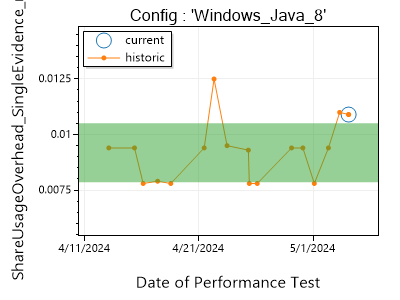 Config : 'Windows_Java_8'
current
historic
ShareUsageOverhead_SingleEvidence_
0.0125
0.01
0.0075
4/11/2024
4/21/2024
5/1/2024
Date of Performance Test